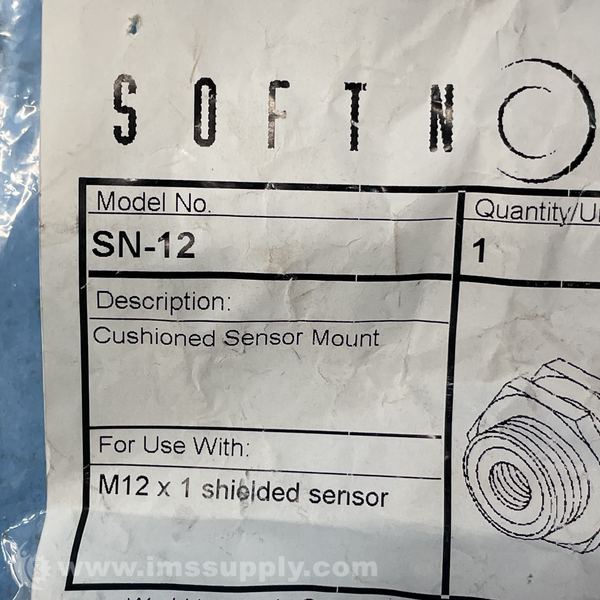 SOFTN
Model No.
SN-12
Quantity/U
1
Description:
Cushioned Sensor Mount
For Use With:
M12 x 1 shielded sensor
www.imssupply.com